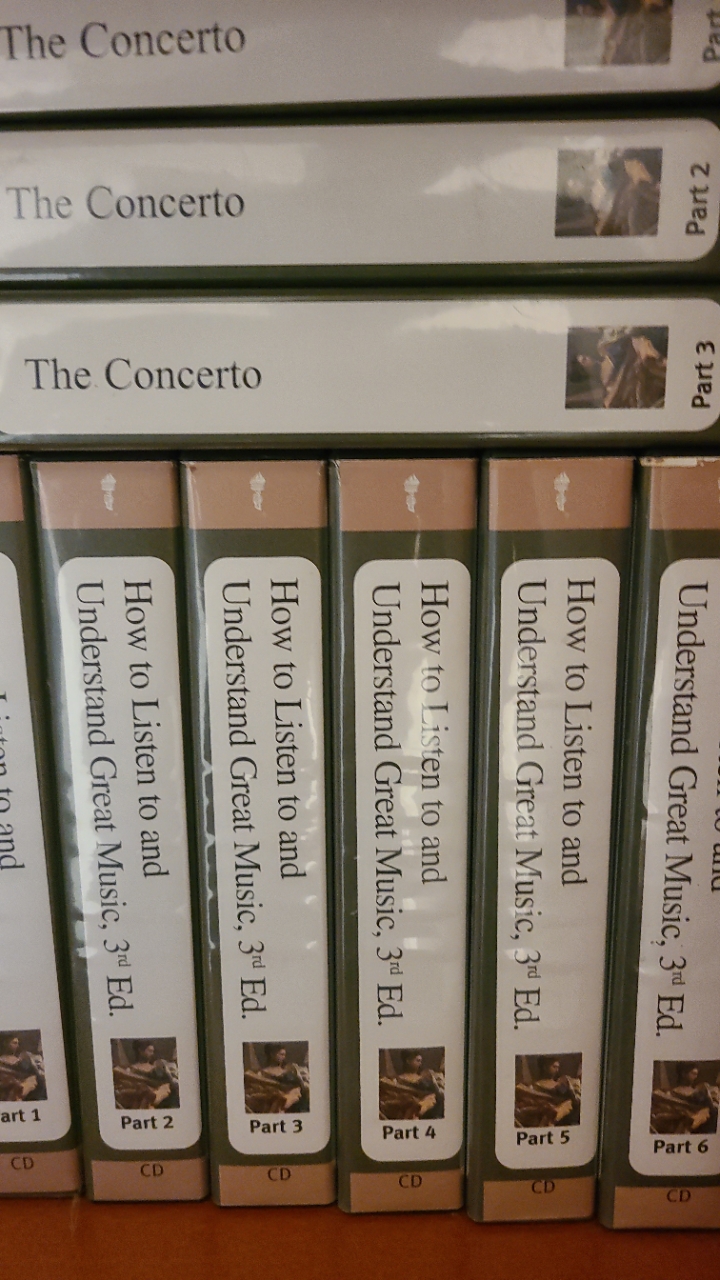 The Concerto
Part
The Concerto
Part 2
The Concerto
Part 3
to and
art 1
CD
How to Listen to and
Understand Great Music, 3rd Ed.
Part 2
CD
How to Listen to and
Understand Great Music, 3rd Ed.
Part 3
CD
How to Listen to and
Understand Great Music, 3rd Ed.
Part 4
CD
How to Listen to and
Understand Great Music, 3rd Ed.
Part 5
CD
Understand Great Music, 3rd Ed.
Part 6
CD